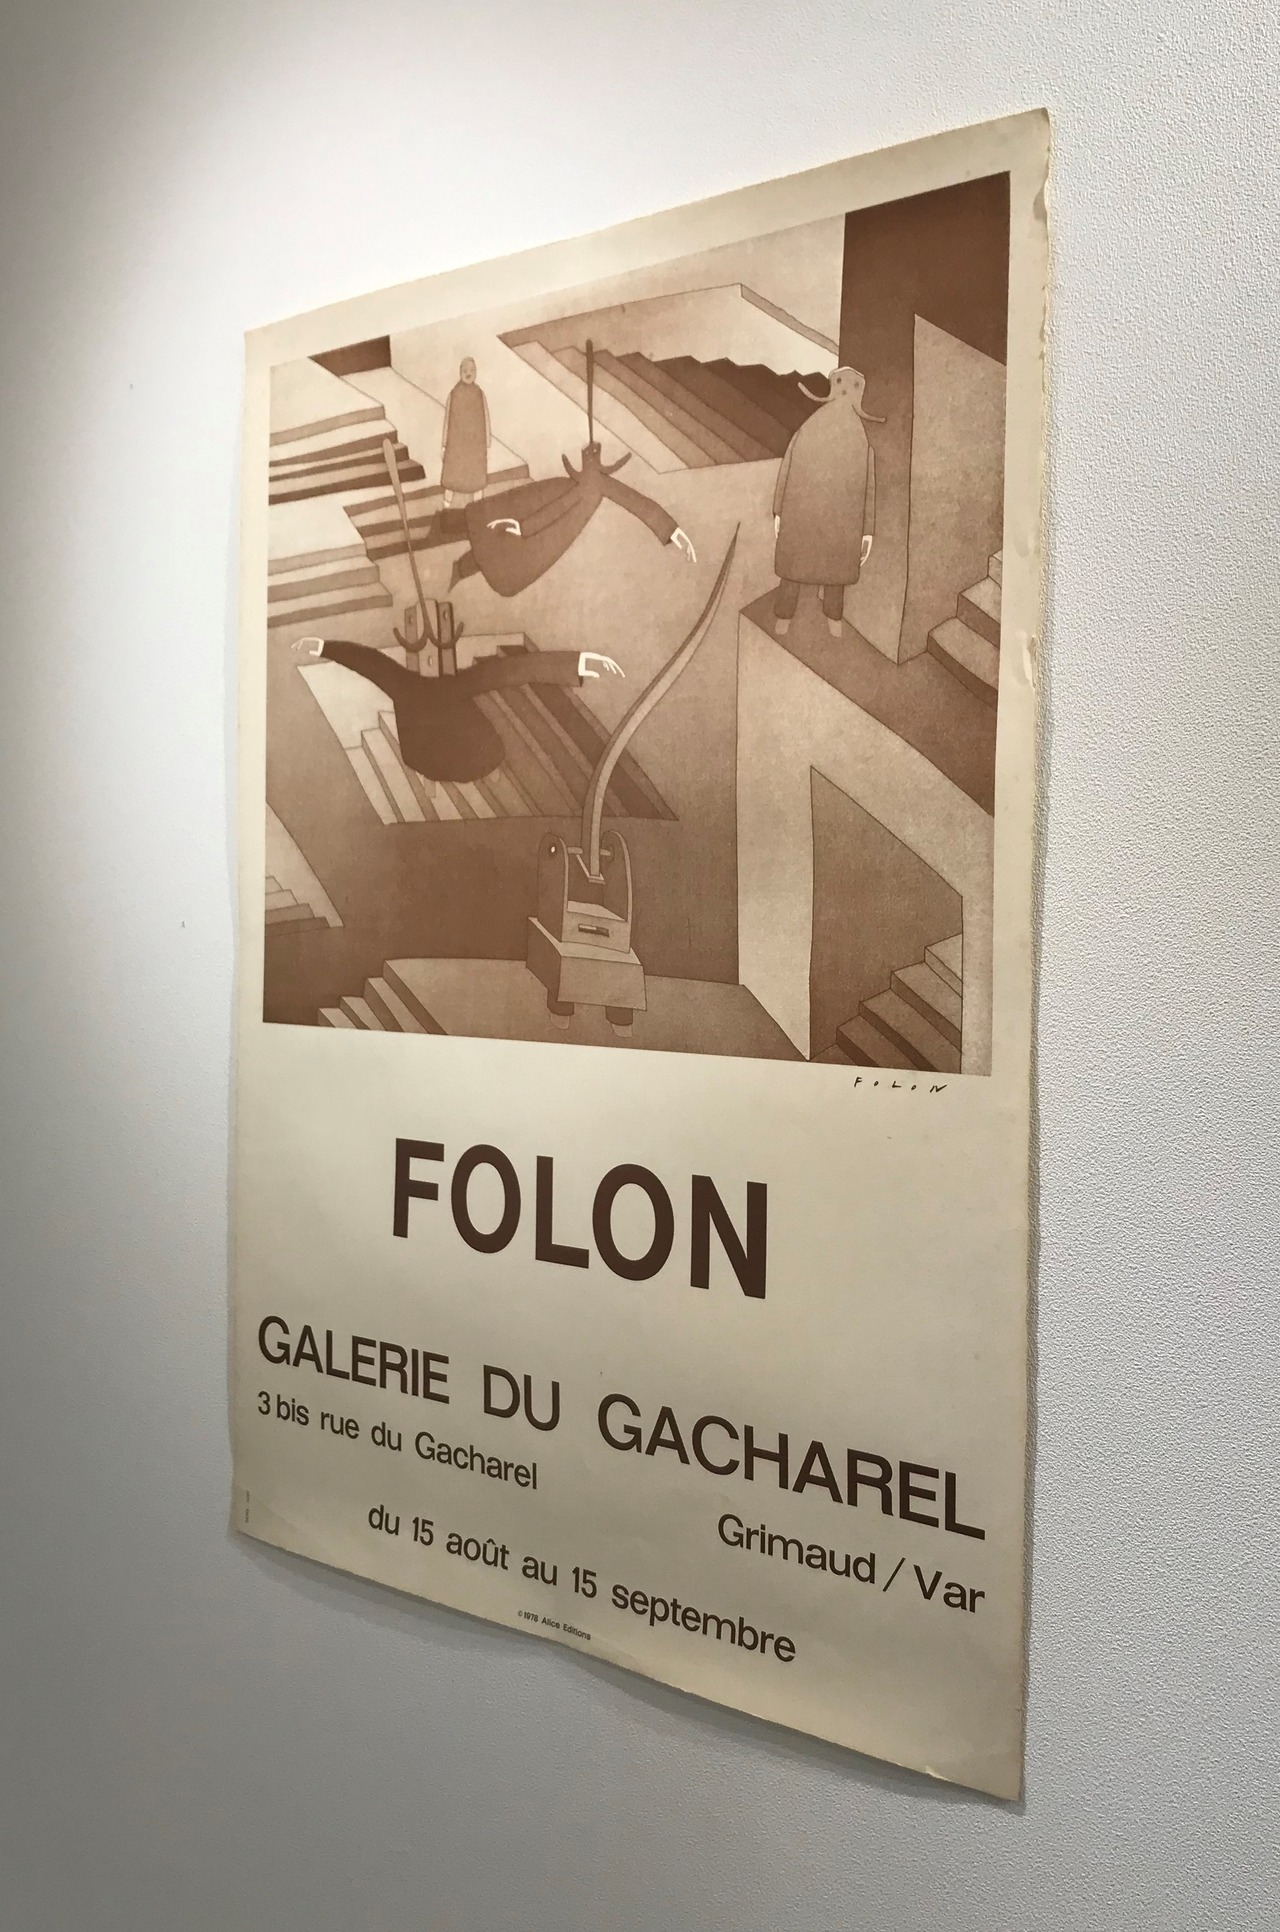 FOLON
FOLON
GALERIE DU GACHAREL
3 bis rue du Gacharel
Grimaud / Var
du 15 août au 15 septembre
© 1978 Alice Editions